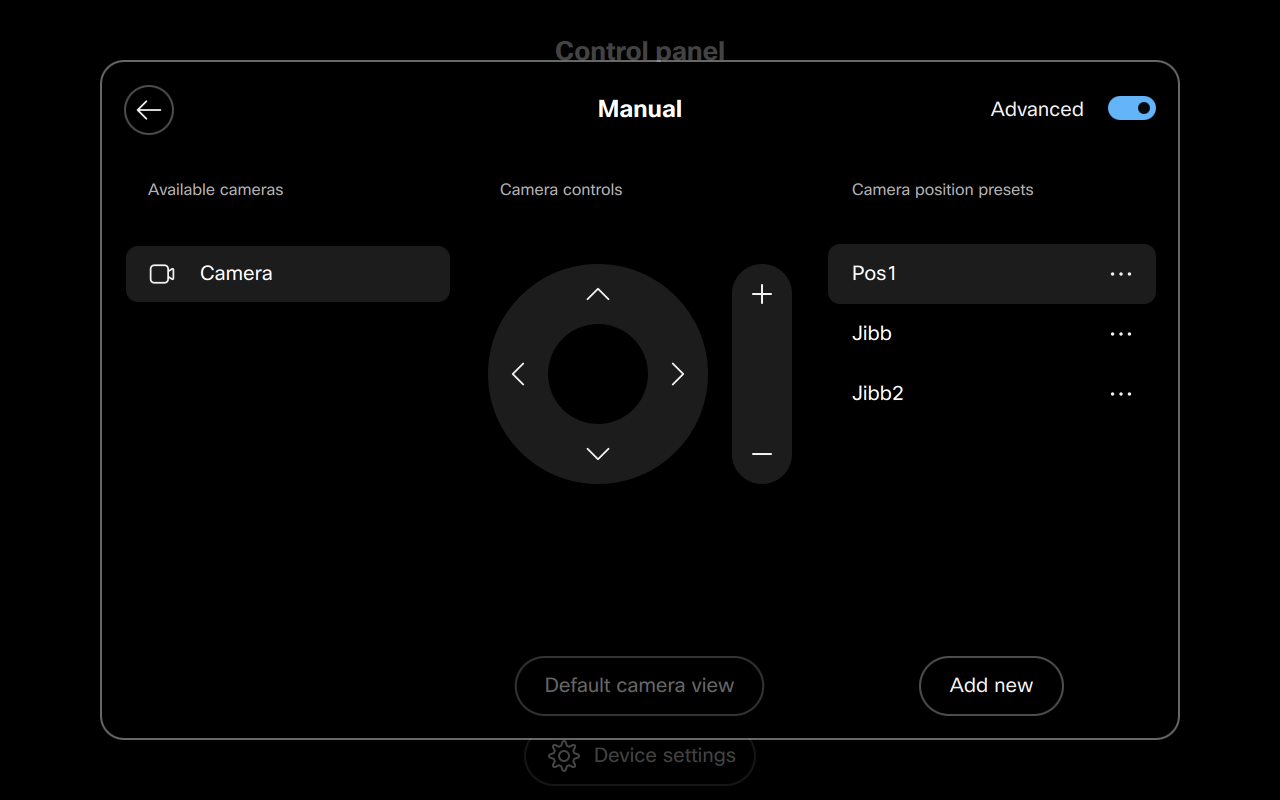 Control panel
Manual
Advanced
Available cameras
Camera controls
Camera position presets
Camera
Pos1
Jibb
Jibb2
Default camera view
Add new
Device settings